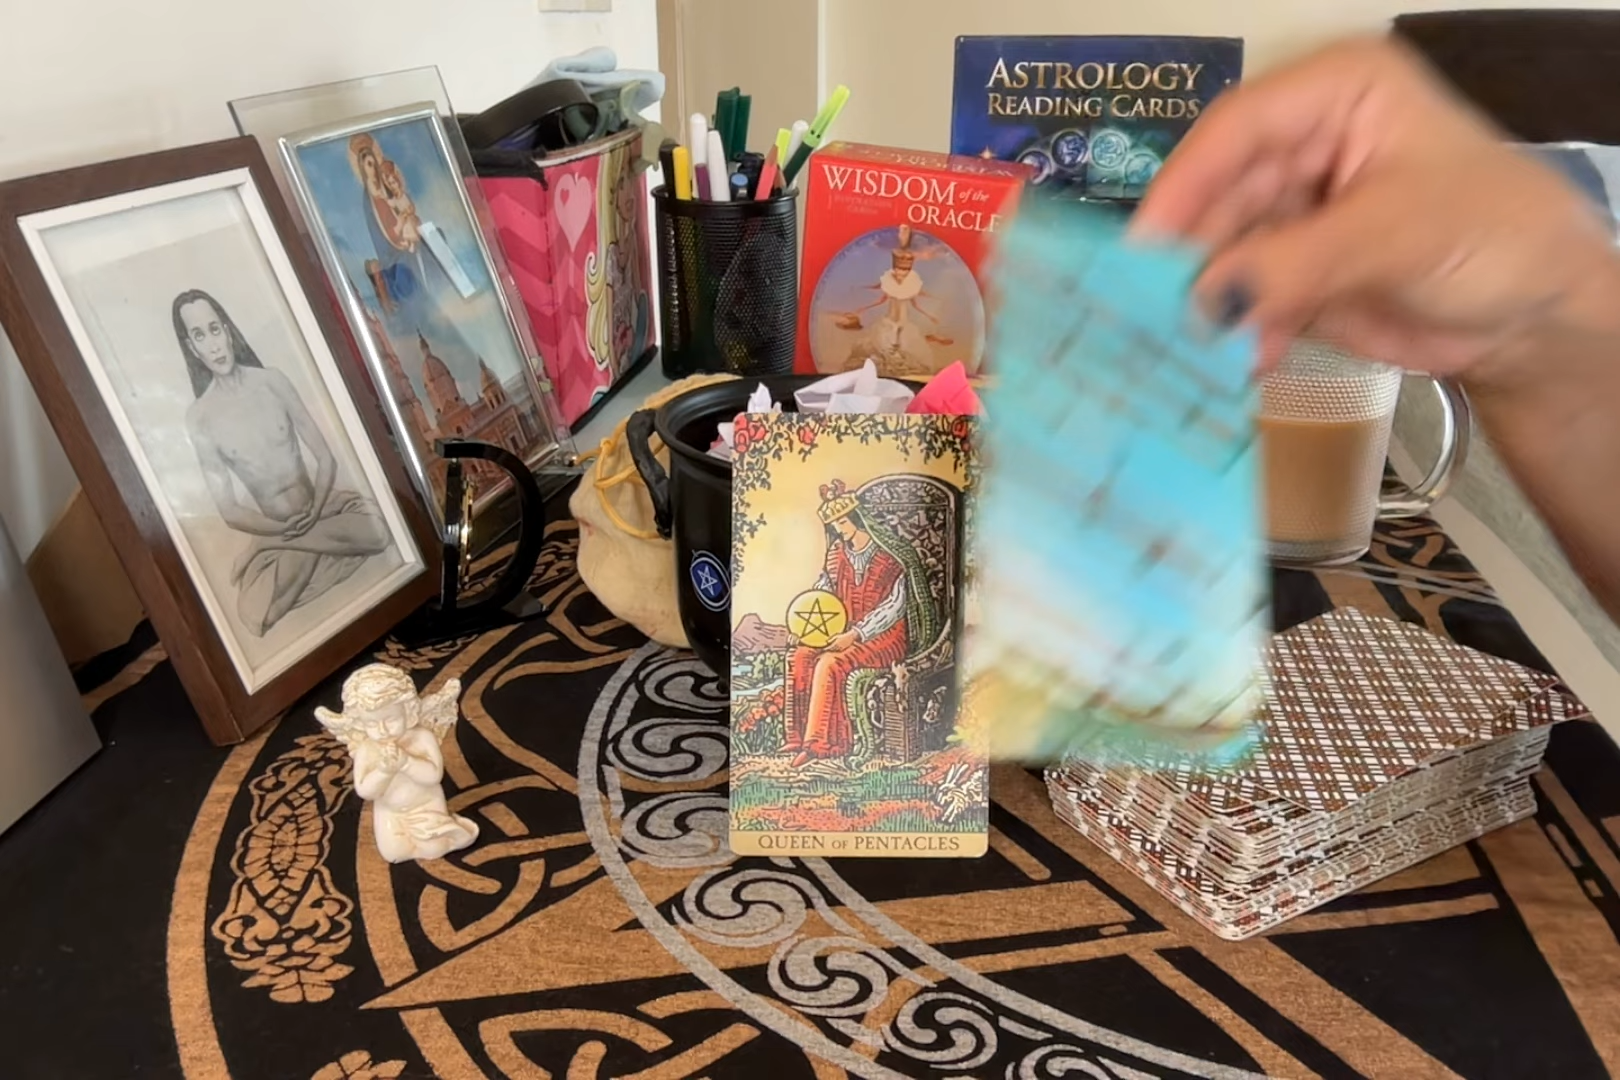 ASTROLOGY
READING CARDS
WISDOM of the
ORACLE
QUEEN OF PENTACLES